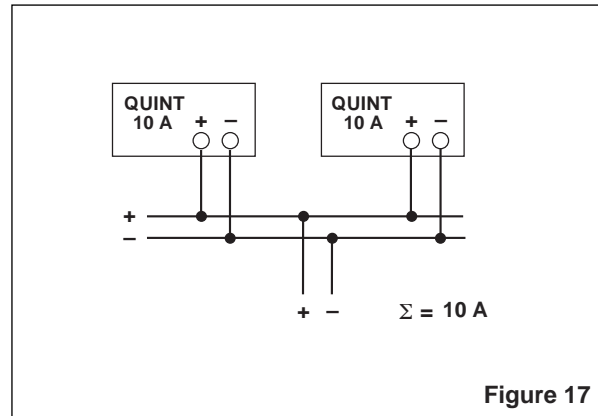 QUINT
10 A + −
QUINT
10 A + −
+
−
+ − Σ = 10 A
Figure 17